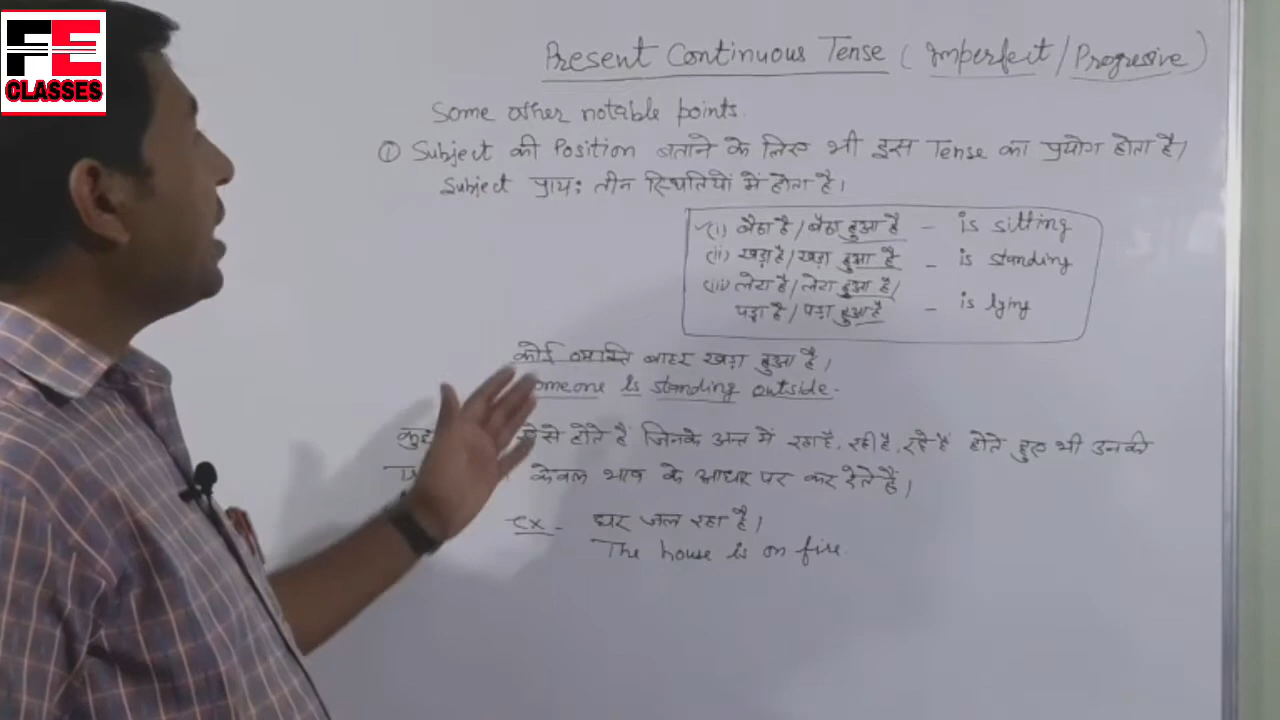 FE
CLASSES
Present Continuous Tense (Imperfect/Progressive)
Some other notable points.
① Subject की Position बताने के लिए भी इस Tense का प्रयोग होता है।
Subject प्रायः तीन स्थितियों में होता है।
(i) बैठा है/बैठा हुआ है - is sitting
(ii) खड़ा है/खड़ा हुआ है - is standing
(iii) लेटा है/लेटा हुआ है/
पड़ा है/पड़ा हुआ है - is lying
कोई व्यक्ति बाहर खड़ा हुआ है।
Someone is standing outside.
ऐसे होते हैं जिनके अन्त में रहा है, रही है, रहे हैं होते हुए भी उनकी
केवल भाव के आधार पर कर देते हैं।
ex - घर जल रहा है।
The house is on fire.